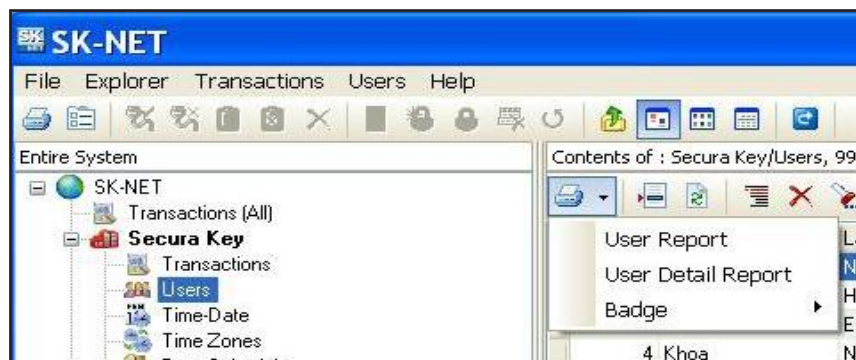 SK-NET
File Explorer Transactions Users Help
Entire System
Contents of : Secura Key/Users, 99
SK-NET
Transactions (All)
Secura Key
Transactions
Users
Time-Date
Time Zones
User Report
User Detail Report
Badge
4 Khoa